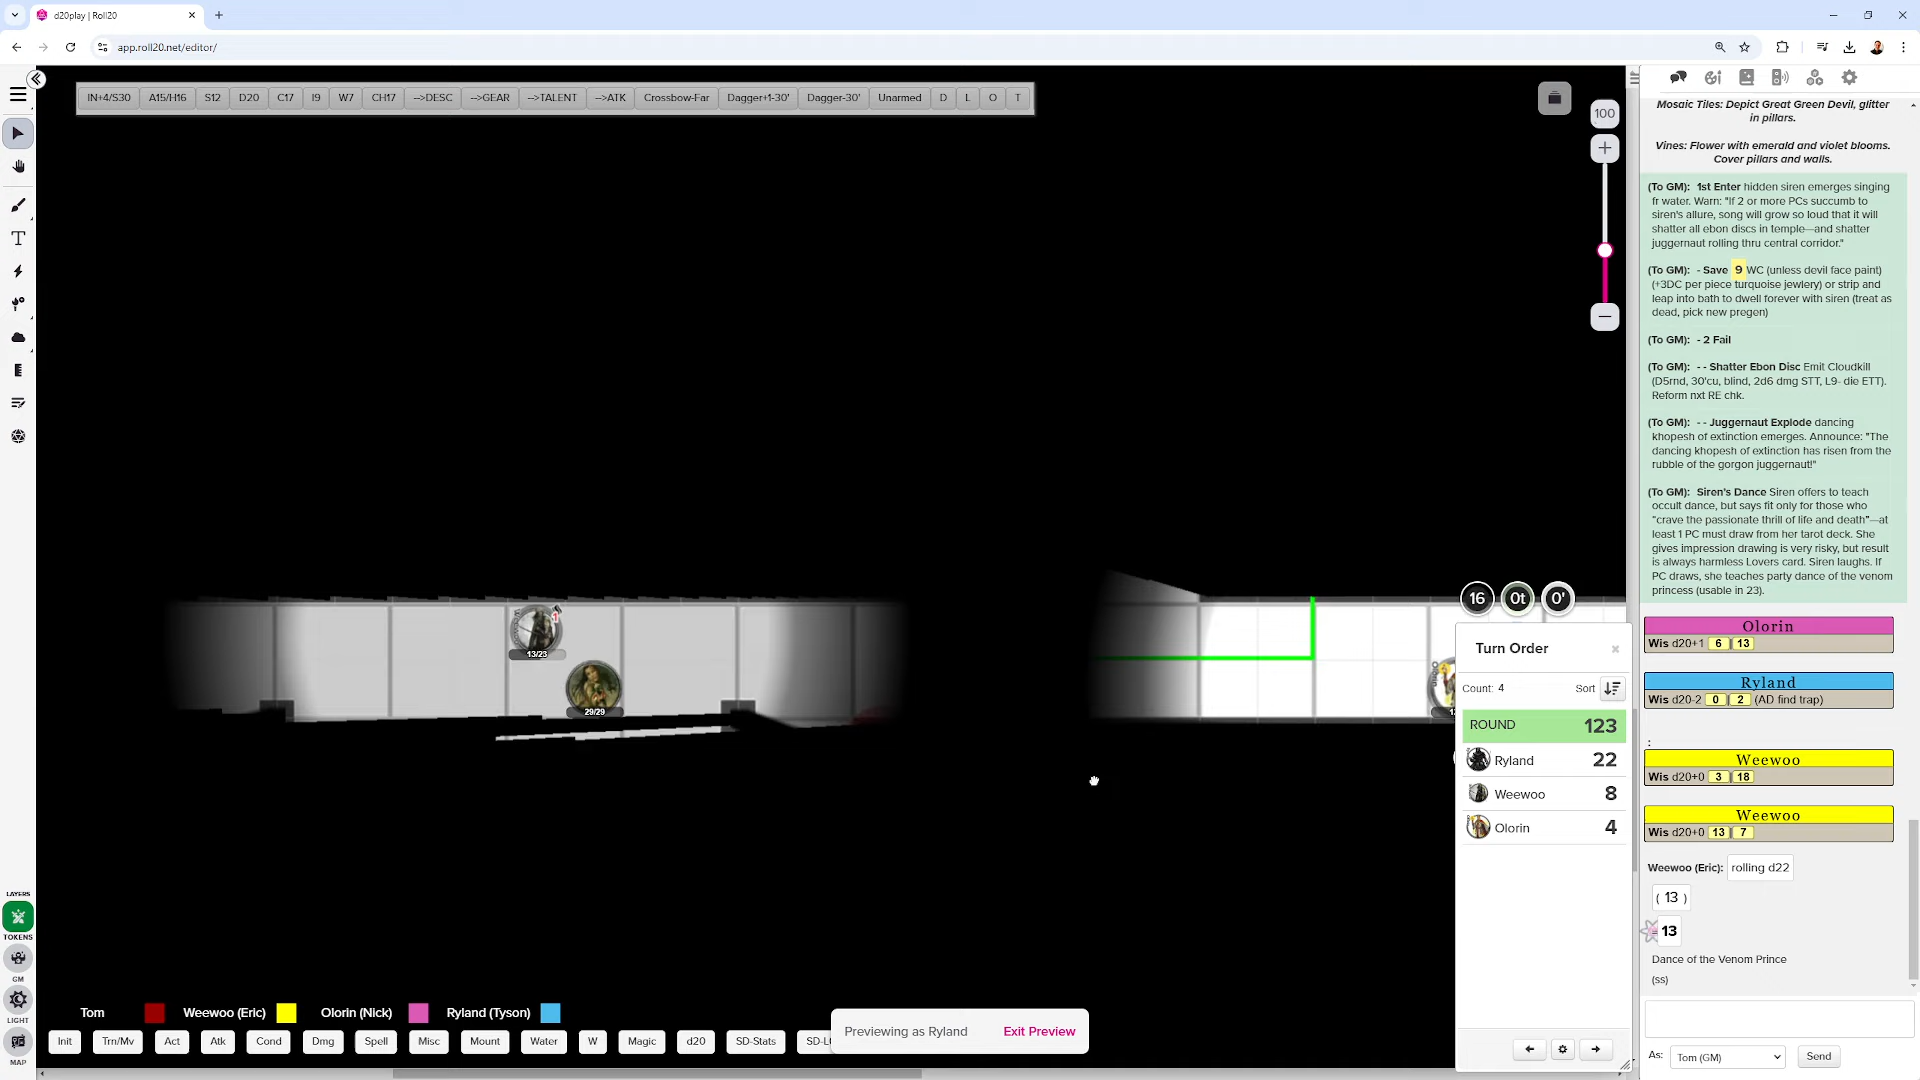 d20play | Roll20
app.roll20.net/editor/
IN+4/S30 A15/H16 S12 D20 C17 I9 W7 CH17 -->DESC -->GEAR -->TALENT -->ATK Crossbow-Far Dagger+1-30' Dagger-30' Unarmed D L O T
100
Mosaic Tiles: Depict Great Green Devil, glitter
in pillars.
Vines: Flower with emerald and violet blooms.
Cover pillars and walls.
(To GM): 1st Enter hidden siren emerges singing
fr water. Warn: "If 2 or more PCs succumb to
siren's allure, song will grow so loud that it will
shatter all ebon discs in temple—and shatter
juggernaut rolling thru central corridor."
(To GM): - Save 9 WC (unless devil face paint)
(+3DC per piece turquoise jewlery) or strip and
leap into bath to dwell forever with siren (treat as
dead, pick new pregen)
(To GM): - 2 Fail
(To GM): - - Shatter Ebon Disc Emit Cloudkill
(D5rnd, 30'cu, blind, 2d6 dmg STT, L9- die ETT).
Reform nxt RE chk.
(To GM): - - Juggernaut Explode dancing
khopesh of extinction emerges. Announce: "The
dancing khopesh of extinction has risen from the
rubble of the gorgon juggernaut!"
(To GM): Siren's Dance Siren offers to teach
occult dance, but says fit only for those who
"crave the passionate thrill of life and death"—at
least 1 PC must draw from her tarot deck. She
gives impression drawing is very risky, but result
is always harmless Lovers card. Siren laughs. If
PC draws, she teaches party dance of the venom
princess (usable in 23).
Olorin
Wis d20+1 6 13
Ryland
Wis d20-2 0 2 (AD find trap)
:
Weewoo
Wis d20+0 3 18
Weewoo
Wis d20+0 13 7
Weewoo (Eric): rolling d22
( 13 )
= 13
Dance of the Venom Prince
(ss)
As: Tom (GM) Send
13/23
29/29
16 0t 0'
Turn Order
Count: 4 Sort
ROUND 123
Ryland 22
Weewoo 8
Olorin 4
LAYERS
TOKENS
GM
LIGHT
MAP
Tom Weewoo (Eric) Olorin (Nick) Ryland (Tyson)
Init Trn/Mv Act Atk Cond Dmg Spell Misc Mount Water W Magic d20 SD-Stats
Previewing as Ryland Exit Preview